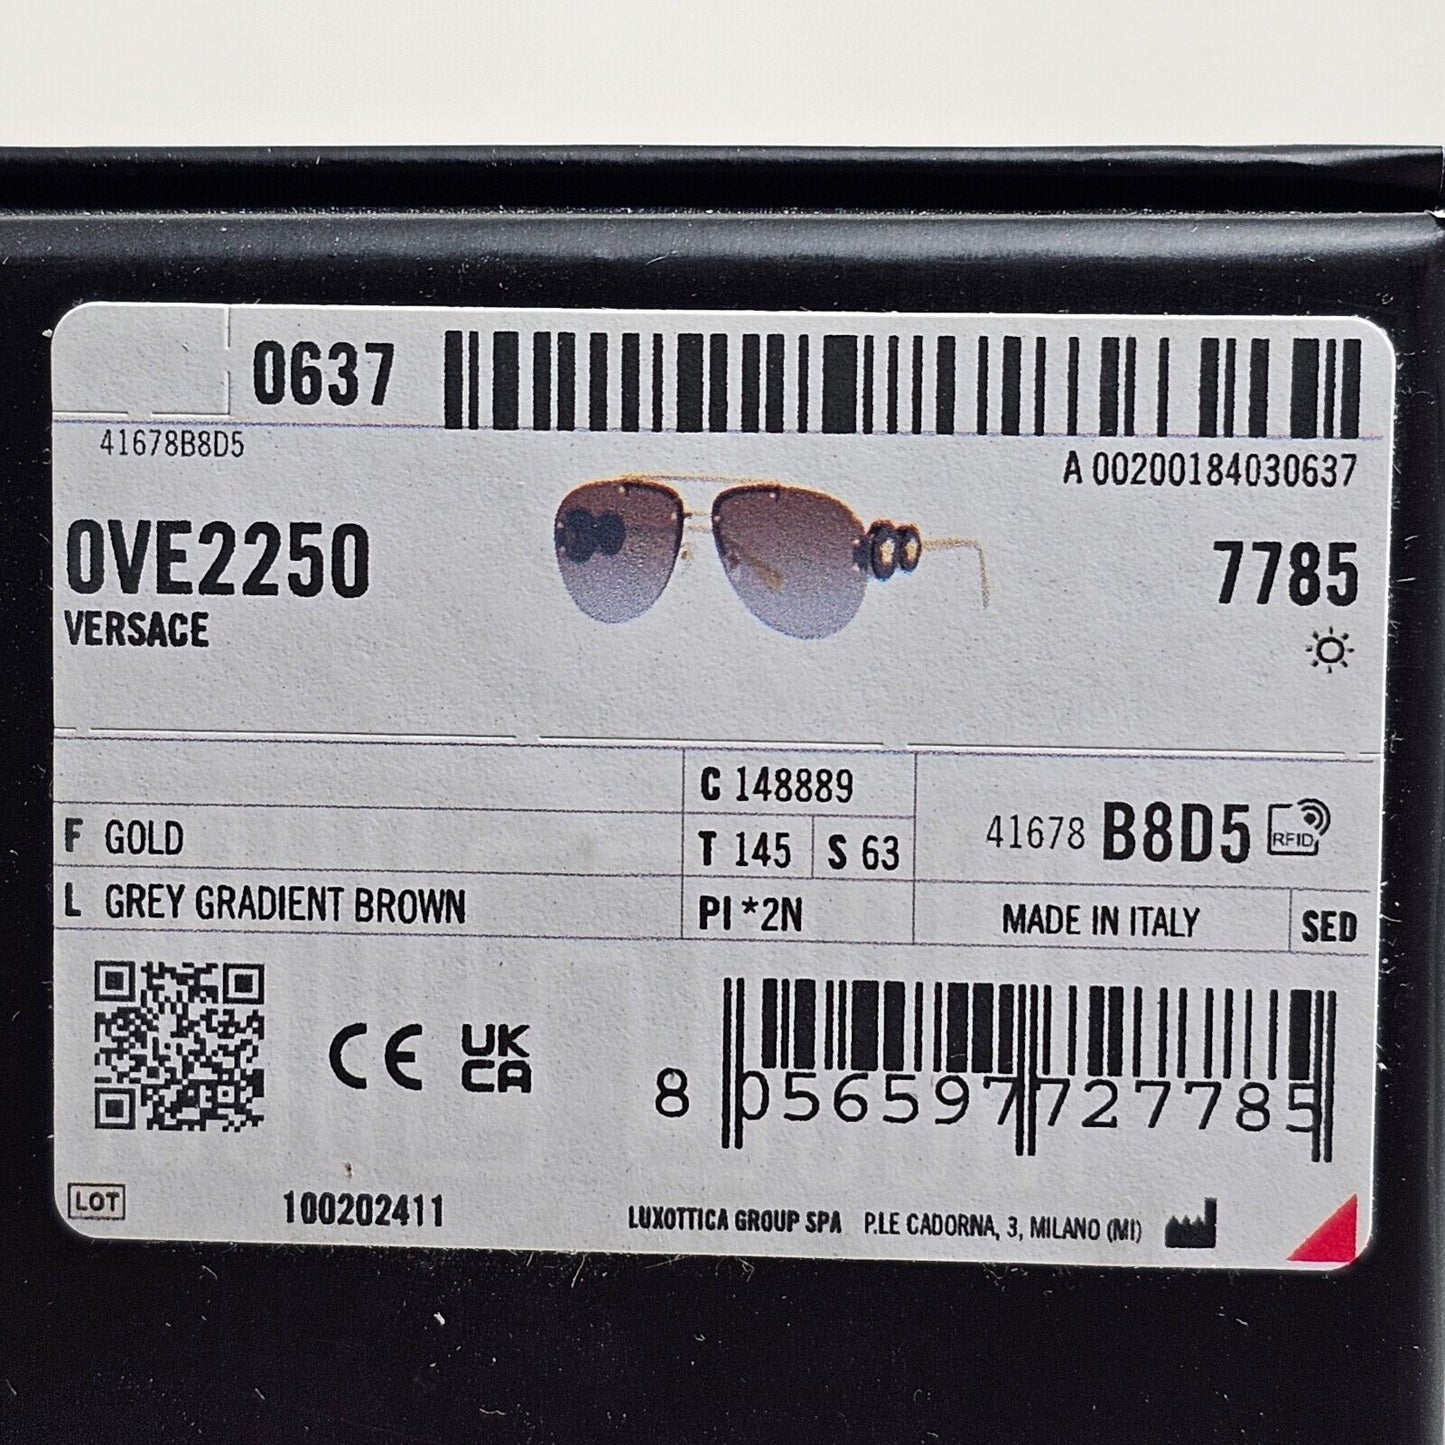 0637
A 00200184030637
41678B8D5
0VE2250
7785
VERSACE
C 148889
F GOLD
T 145 S 63
41678 B8D5 RFID
L GREY GRADIENT BROWN
PI *2N
MADE IN ITALY
SED
CE UK
CA
8 056597 727785
LOT
100202411
LUXOTTICA GROUP SPA P.LE CADORNA, 3, MILANO (MI)